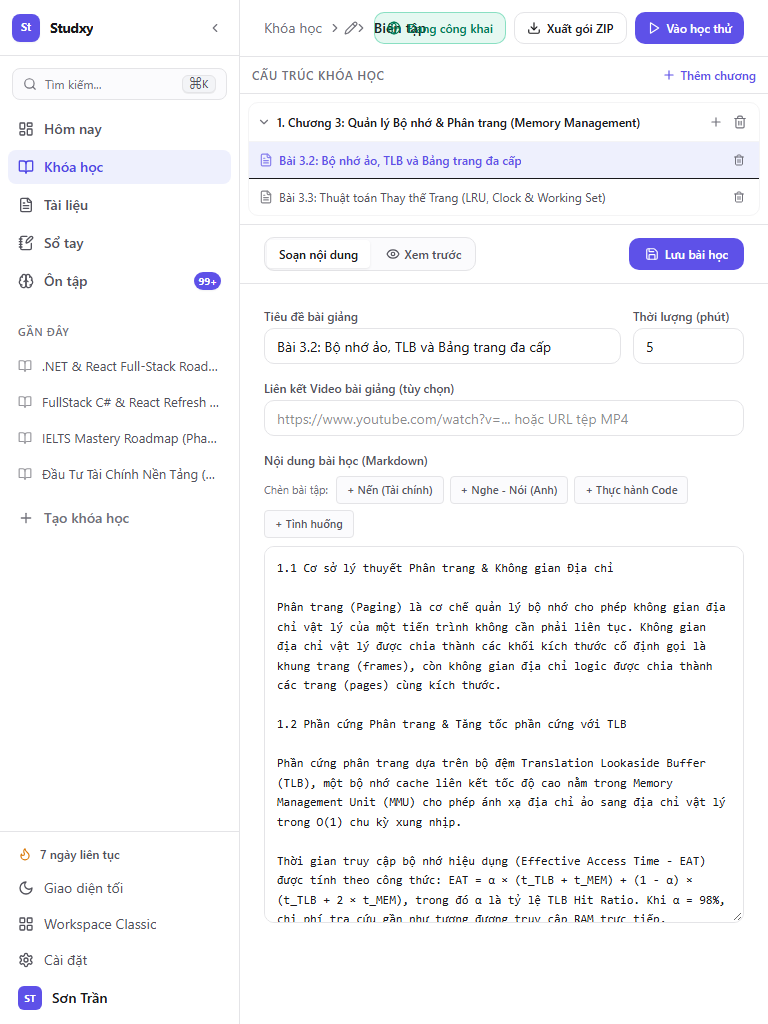 St Studxy
Tìm kiếm... ⌘K
Hôm nay
Khóa học
Tài liệu
Sổ tay
Ôn tập 99+
GẦN ĐÂY
.NET & React Full-Stack Road...
FullStack C# & React Refresh ...
IELTS Mastery Roadmap (Pha...
Đầu Tư Tài Chính Nền Tảng (...
+ Tạo khóa học
7 ngày liên tục
Giao diện tối
Workspace Classic
Cài đặt
ST Sơn Trần
Khóa học > Biên tập công khai Xuất gói ZIP Vào học thử
CẤU TRÚC KHÓA HỌC + Thêm chương
1. Chương 3: Quản lý Bộ nhớ & Phân trang (Memory Management)
Bài 3.2: Bộ nhớ ảo, TLB và Bảng trang đa cấp
Bài 3.3: Thuật toán Thay thế Trang (LRU, Clock & Working Set)
Soạn nội dung Xem trước Lưu bài học
Tiêu đề bài giảng Thời lượng (phút)
Bài 3.2: Bộ nhớ ảo, TLB và Bảng trang đa cấp 5
Liên kết Video bài giảng (tùy chọn)
https://www.youtube.com/watch?v=... hoặc URL tệp MP4
Nội dung bài học (Markdown)
Chèn bài tập: + Nến (Tài chính) + Nghe - Nói (Anh) + Thực hành Code
+ Tình huống
1.1 Cơ sở lý thuyết Phân trang & Không gian Địa chỉ
Phân trang (Paging) là cơ chế quản lý bộ nhớ cho phép không gian địa
chỉ vật lý của một tiến trình không cần phải liên tục. Không gian
địa chỉ vật lý được chia thành các khối kích thước cố định gọi là
khung trang (frames), còn không gian địa chỉ logic được chia thành
các trang (pages) cùng kích thước.
1.2 Phần cứng Phân trang & Tăng tốc phần cứng với TLB
Phần cứng phân trang dựa trên bộ đệm Translation Lookaside Buffer
(TLB), một bộ nhớ cache liên kết tốc độ cao nằm trong Memory
Management Unit (MMU) cho phép ánh xạ địa chỉ ảo sang địa chỉ vật lý
trong O(1) chu kỳ xung nhịp.
Thời gian truy cập bộ nhớ hiệu dụng (Effective Access Time - EAT)
được tính theo công thức: EAT = α × (t_TLB + t_MEM) + (1 - α) ×
(t_TLB + 2 × t_MEM), trong đó α là tỷ lệ TLB Hit Ratio. Khi α = 98%,
chi phí tra cứu gần như tương đương truy cập RAM trực tiếp.